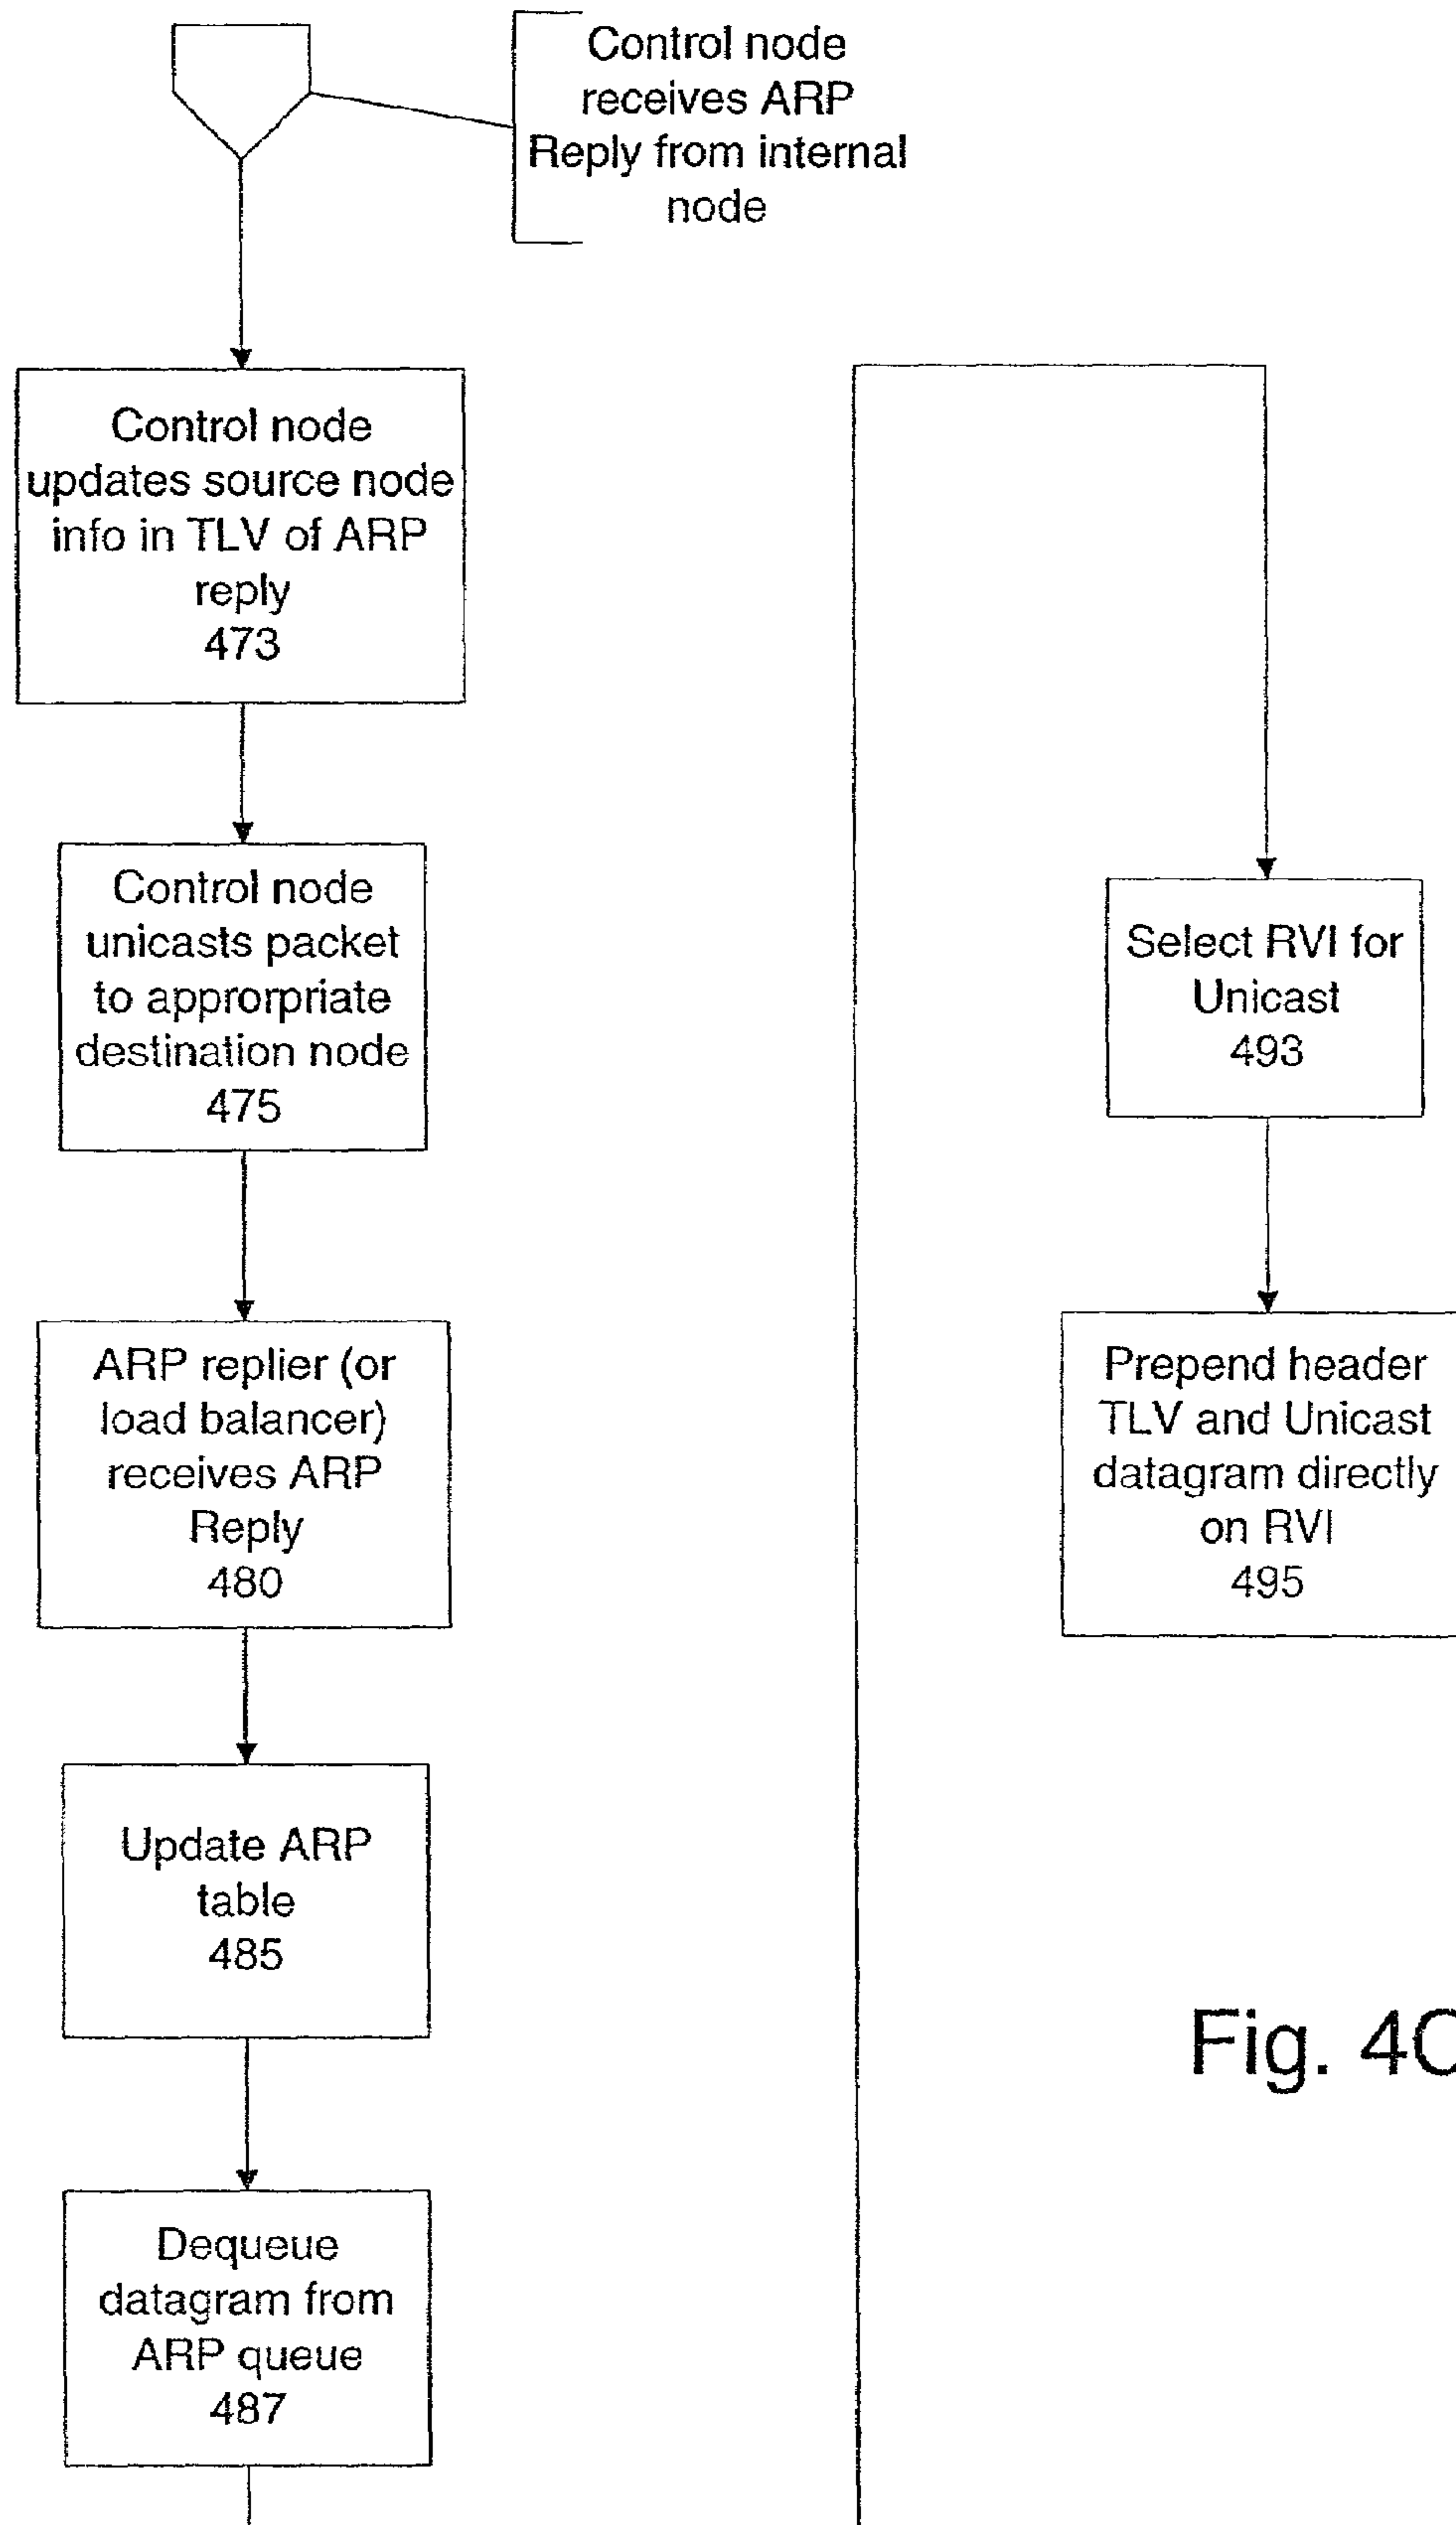 Control node
receives ARP
Reply from internal
node
Control node
updates source node
info in TLV of ARP
reply
473
Control node
unicasts packet
to approrpriate
destination node
475
ARP replier (or
load balancer)
receives ARP
Reply
480
Update ARP
table
485
Dequeue
datagram from
ARP queue
487
Select RVI for
Unicast
493
Prepend header
TLV and Unicast
datagram directly
on RVI
495
Fig. 4C